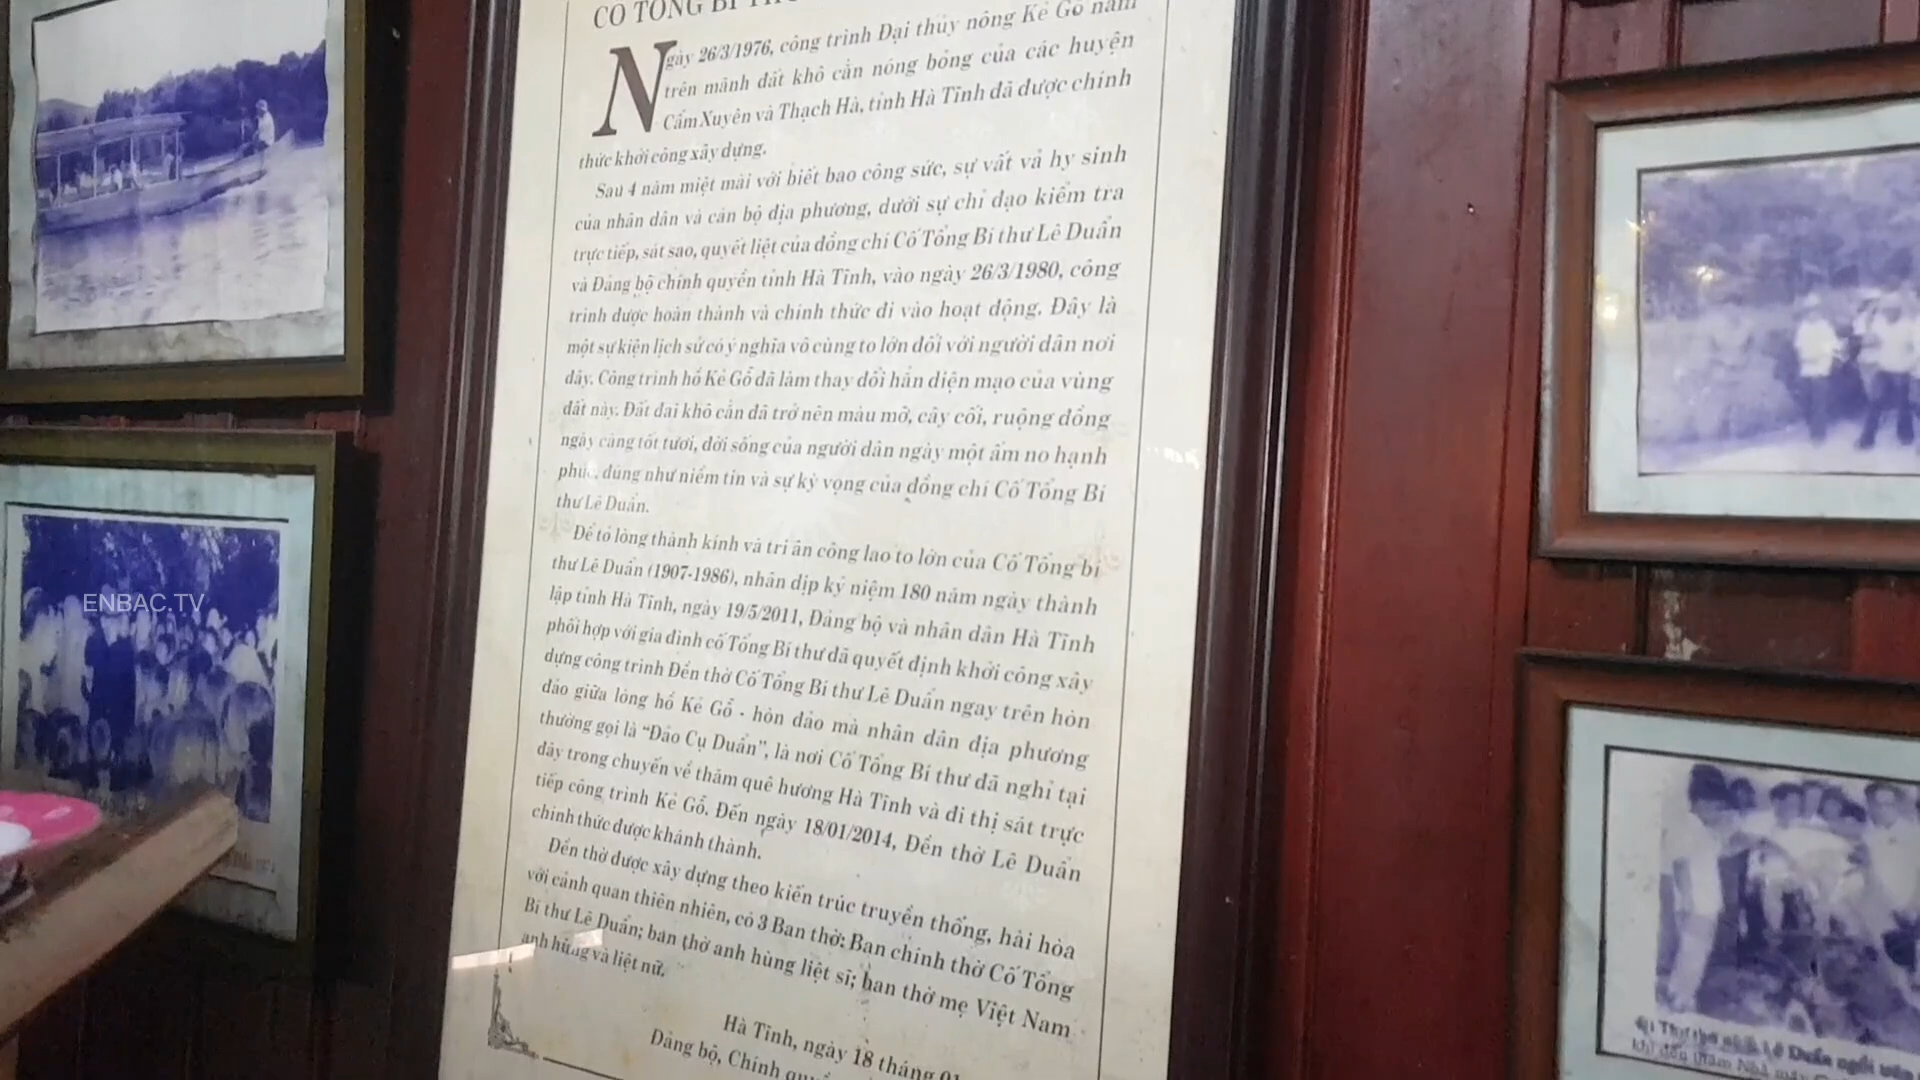 CỐ TỔNG BÍ
Ngày 26/3/1976, công trình Đại thủy nông Kẻ Gỗ nằm
trên mãnh đất khô cằn nóng bỏng của các huyện
Cẩm Xuyên và Thạch Hà, tỉnh Hà Tĩnh đã được chính
thức khởi công xây dựng.
Sau 4 năm miệt mài với biết bao công sức, sự vất vả hy sinh
của nhân dân và cán bộ địa phương, dưới sự chỉ đạo kiểm tra
trực tiếp, sát sao, quyết liệt của đồng chí Cố Tổng Bí thư Lê Duẩn
và Đảng bộ chính quyền tỉnh Hà Tĩnh, vào ngày 26/3/1980, công
trình được hoàn thành và chính thức đi vào hoạt động. Đây là
một sự kiện lịch sử có ý nghĩa vô cùng to lớn đối với người dân nơi
đây. Công trình hồ Kẻ Gỗ đã làm thay đổi hẳn diện mạo của vùng
đất này. Đất đai khô cằn đã trở nên màu mỡ, cây cối, ruộng đồng
ngày càng tốt tươi, đời sống của người dân ngày một ấm no hạnh
phúc, đúng như niềm tin và sự kỳ vọng của đồng chí Cố Tổng Bí
thư Lê Duẩn.
Để tỏ lòng thành kính và tri ân công lao to lớn của Cố Tổng bí
thư Lê Duẩn (1907-1986), nhân dịp kỷ niệm 180 năm ngày thành
lập tỉnh Hà Tĩnh, ngày 19/5/2011, Đảng bộ và nhân dân Hà Tĩnh
phối hợp với gia đình cố Tổng Bí thư đã quyết định khởi công xây
dựng công trình Đền thờ Cố Tổng Bí thư Lê Duẩn ngay trên hòn
đảo giữa lòng hồ Kẻ Gỗ - hòn đảo mà nhân dân địa phương
thường gọi là “Đảo Cụ Duẩn”, là nơi Cố Tổng Bí thư đã nghỉ tại
đây trong chuyến về thăm quê hương Hà Tĩnh và đi thị sát trực
tiếp công trình Kẻ Gỗ. Đến ngày 18/01/2014, Đền thờ Lê Duẩn
chính thức được khánh thành.
Đền thờ được xây dựng theo kiến trúc truyền thống, hài hòa
với cảnh quan thiên nhiên, có 3 Ban thờ: Ban chính thờ Cố Tổng
Bí thư Lê Duẩn; ban thờ anh hùng liệt sĩ; ban thờ mẹ Việt Nam
anh hùng và liệt nữ.
Hà Tĩnh, ngày 18 tháng 01
Đảng bộ, Chính
ENBAC.TV
Bí Thư thứ nhất Lê Duẩn ngồi
khi đến thăm Nhà máy